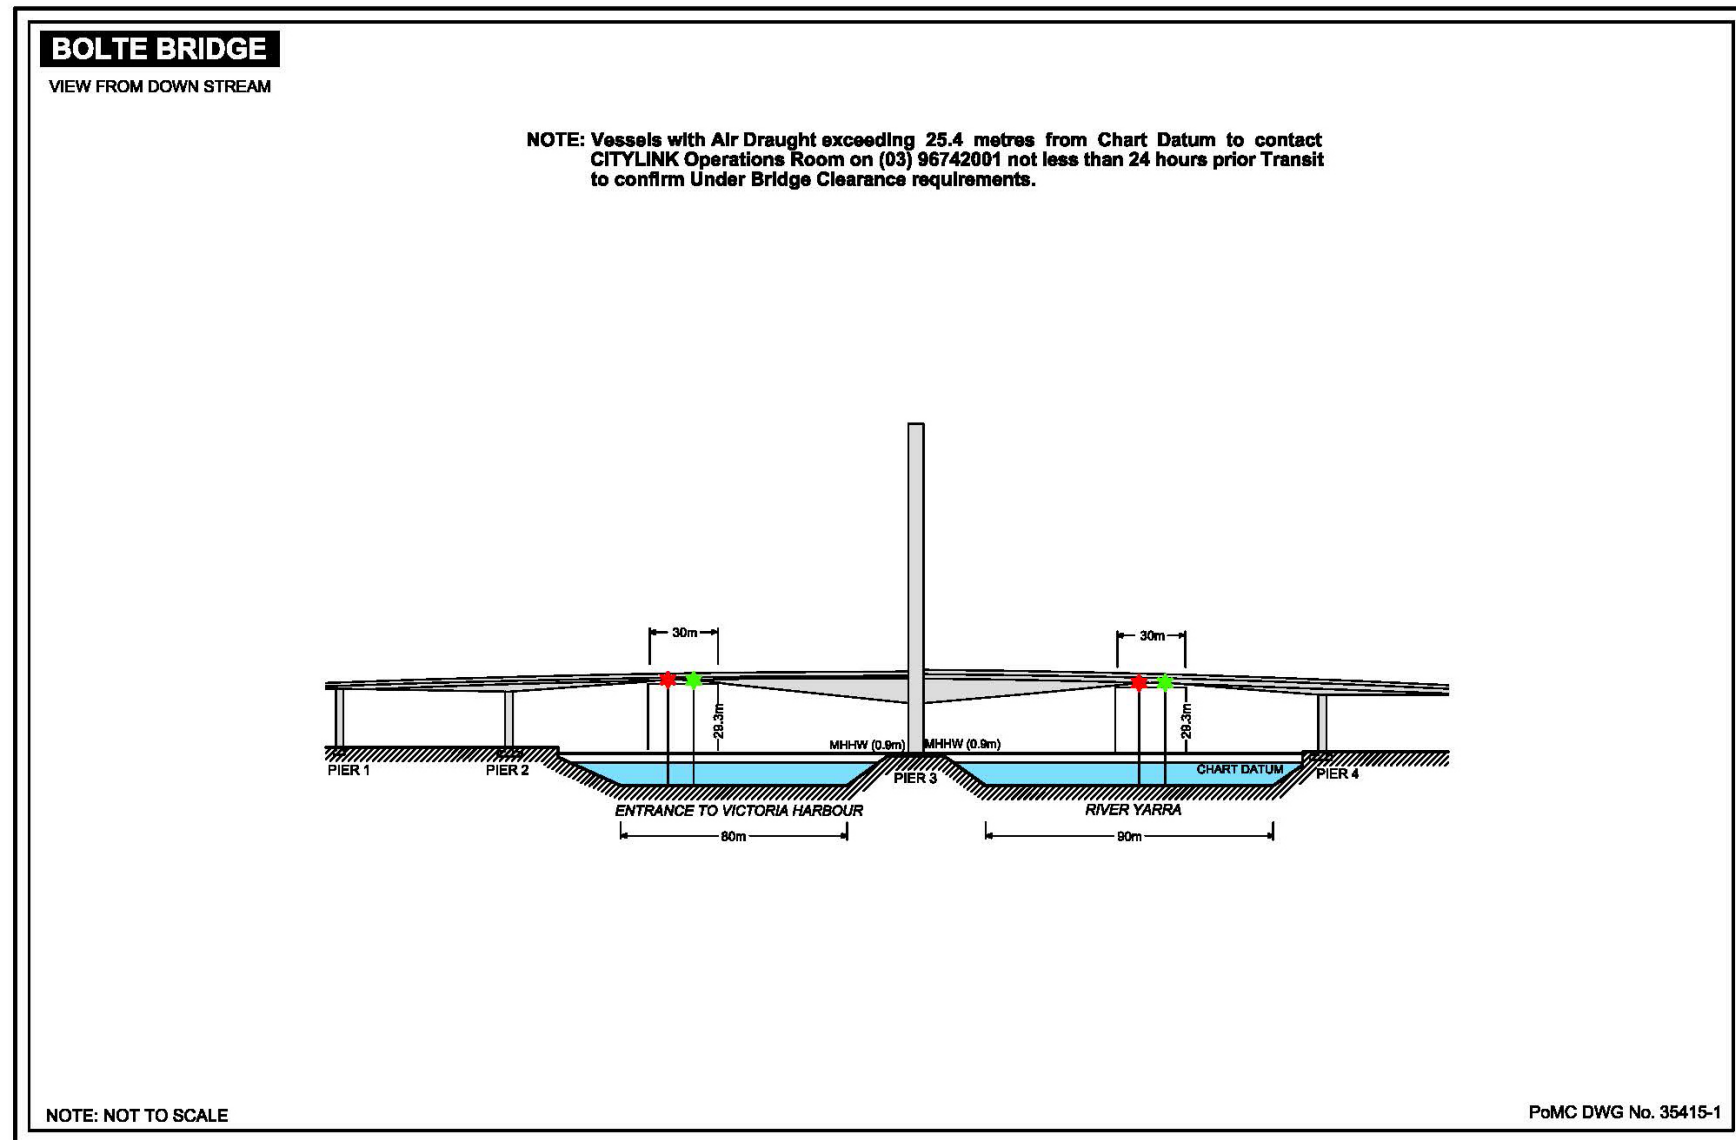 BOLTE BRIDGE
VIEW FROM DOWN STREAM
NOTE: Vessels with Air Draught exceeding 25.4 metres from Chart Datum to contact
CITYLINK Operations Room on (03) 96742001 not less than 24 hours prior Transit
to confirm Under Bridge Clearance requirements.
30m
30m
29.3m
29.3m
MHHW (0.9m)
MHHW (0.9m)
PIER 1
PIER 2
PIER 3
CHART DATUM
PIER 4
ENTRANCE TO VICTORIA HARBOUR
RIVER YARRA
80m
90m
NOTE: NOT TO SCALE
PoMC DWG No. 35415-1